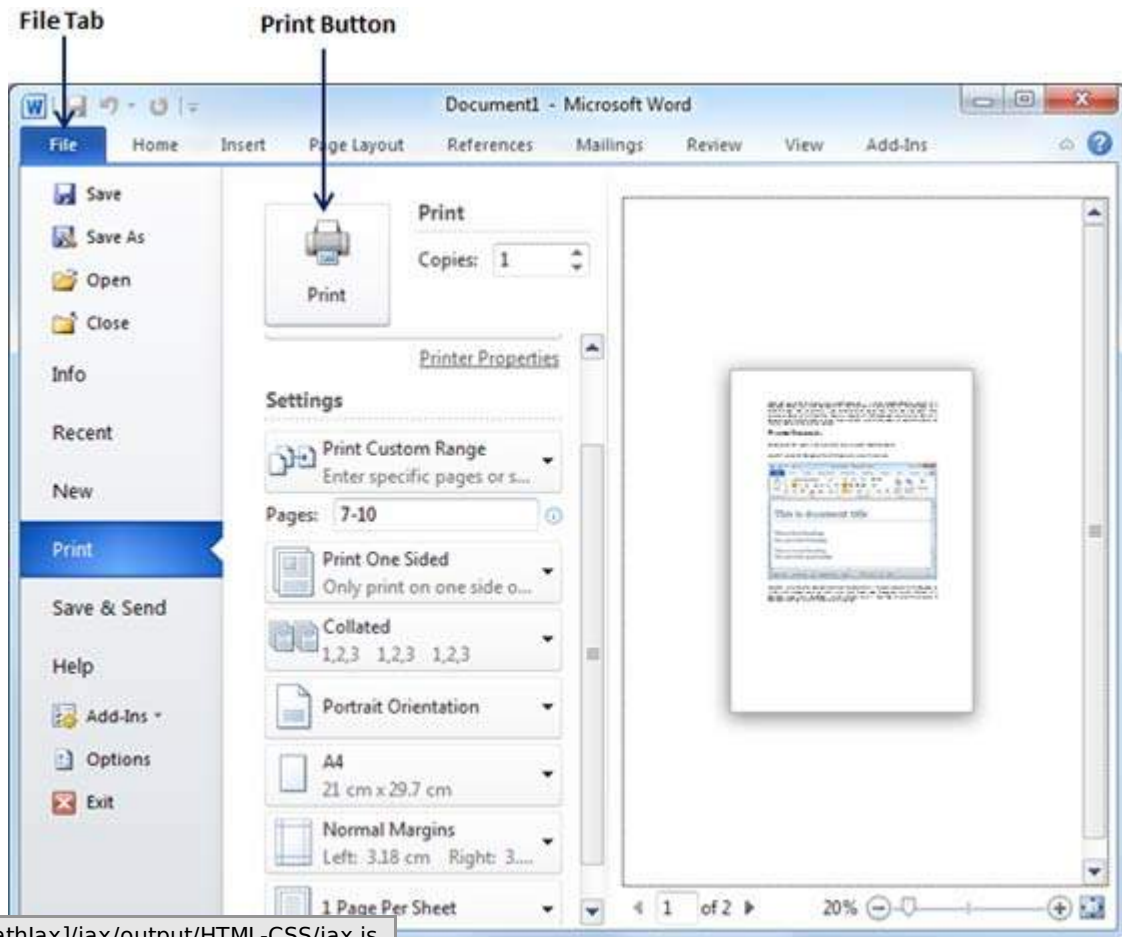 File Tab
Print Button
Document1 - Microsoft Word
File Home Insert Page Layout References Mailings Review View Add-Ins
Save
Save As
Open
Close
Info
Recent
New
Print
Save & Send
Help
Add-Ins
Options
Exit
Print
Print
Copies: 1
Printer Properties
Settings
Print Custom Range
Enter specific pages or s...
Pages: 7-10
Print One Sided
Only print on one side o...
Collated
1,2,3 1,2,3 1,2,3
Portrait Orientation
A4
21 cm x 29.7 cm
Normal Margins
Left: 3.18 cm Right: 3....
1 Page Per Sheet
This is document title
1 of 2
20%
athJax]/jax/output/HTML-CSS/jax.js